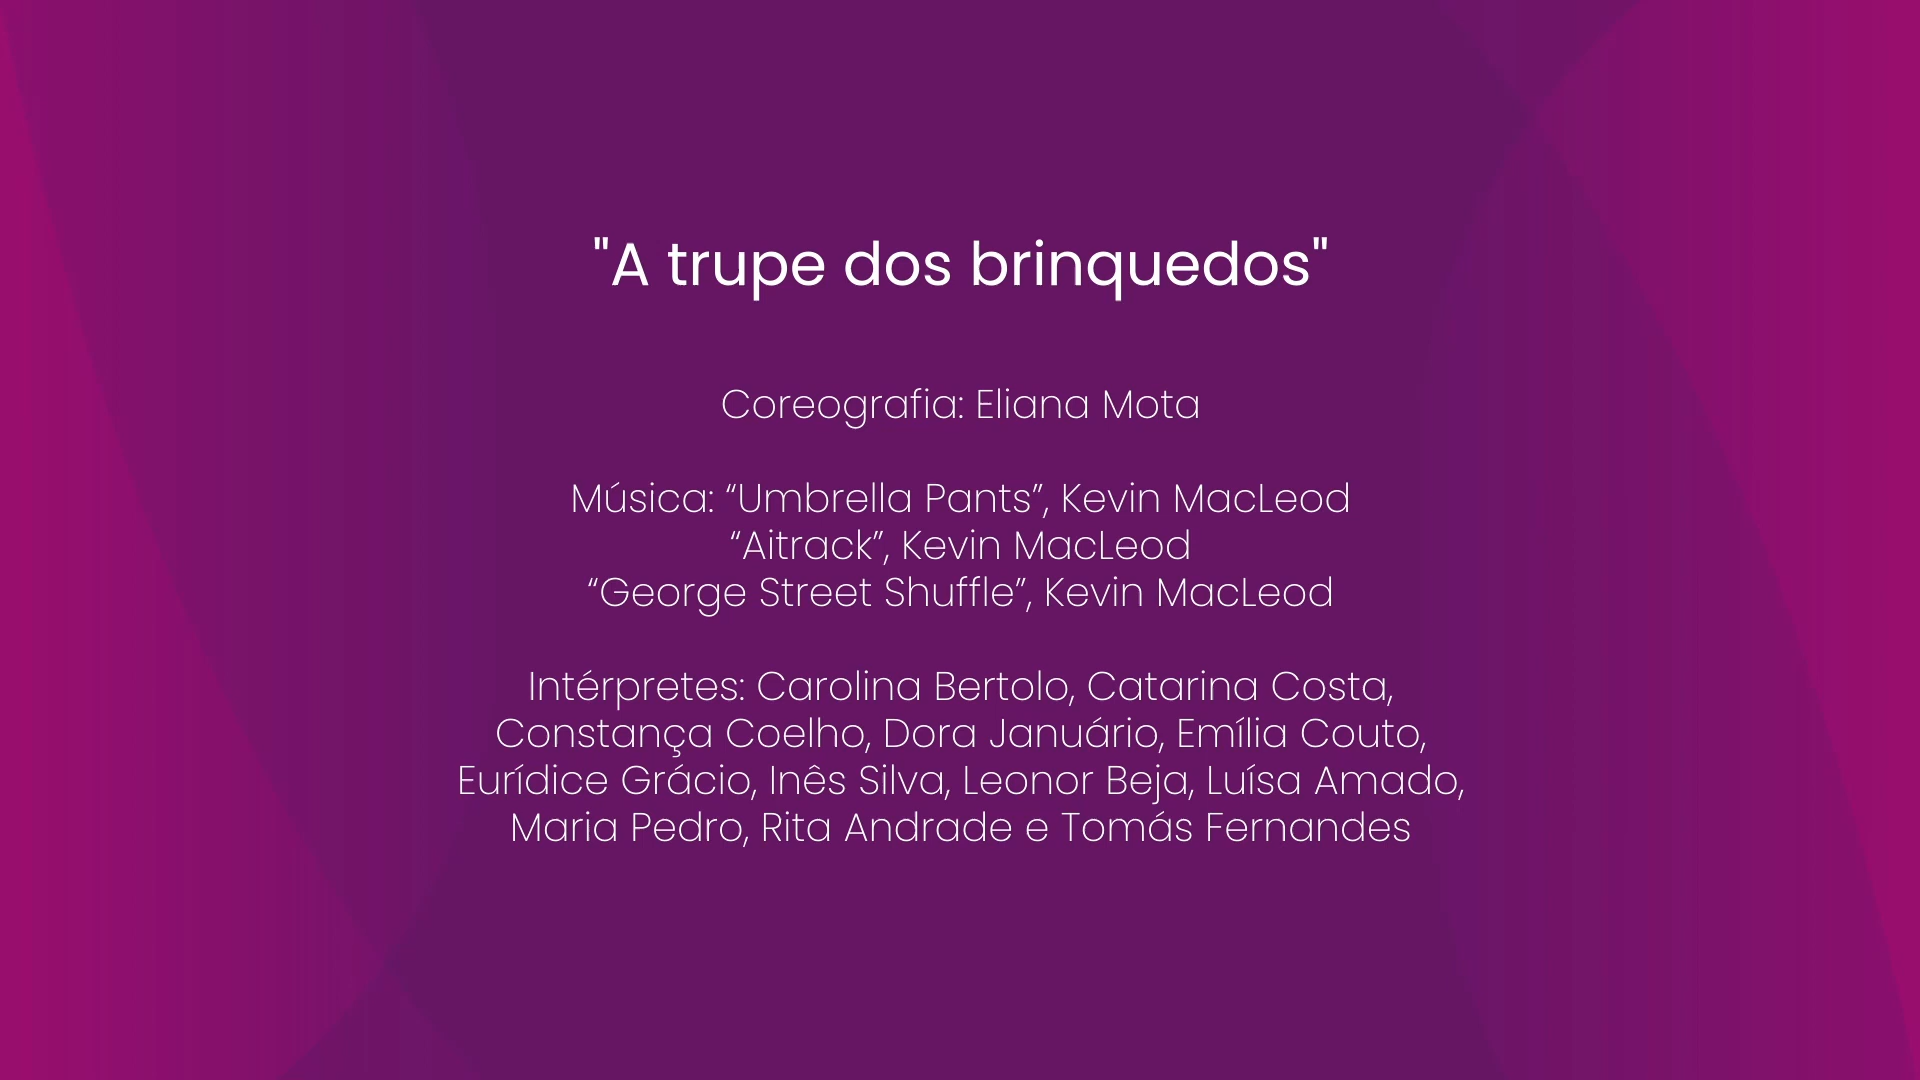 "A trupe dos brinquedos"
Coreografia: Eliana Mota
Música: “Umbrella Pants”, Kevin MacLeod
“Aitrack”, Kevin MacLeod
“George Street Shuffle”, Kevin MacLeod
Intérpretes: Carolina Bertolo, Catarina Costa,
Constança Coelho, Dora Januário, Emília Couto,
Eurídice Grácio, Inês Silva, Leonor Beja, Luísa Amado,
Maria Pedro, Rita Andrade e Tomás Fernandes